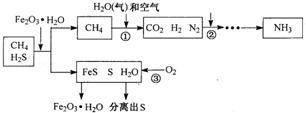 H₂O(气)和空气
Fe₂O₃·H₂O
CH₄
H₂S
CH₄
①
CO₂ H₂ N₂
②
NH₃
FeS S H₂O
③
O₂
Fe₂O₃·H₂O 分离出S